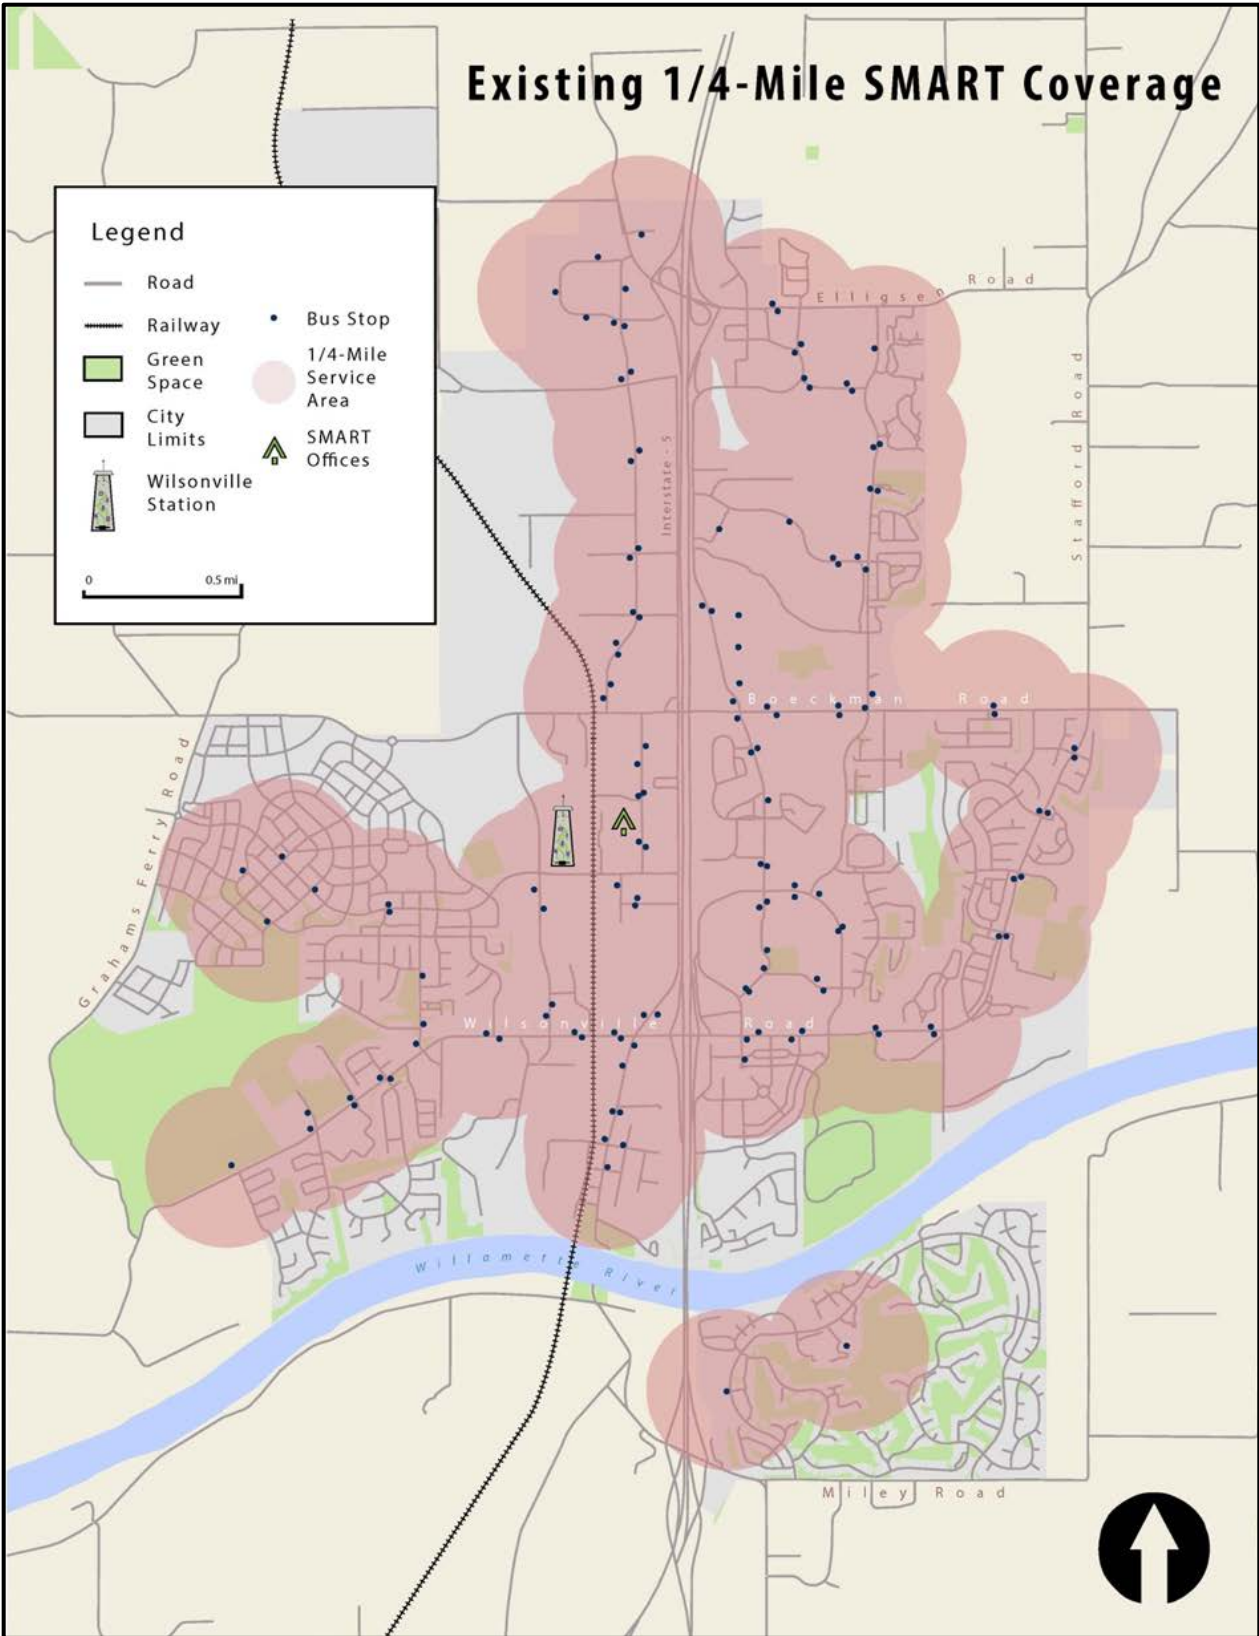 Existing 1/4-Mile SMART Coverage
Legend
Road
Railway
Green
Space
City
Limits
Wilsonville
Station
Bus Stop
1/4-Mile
Service
Area
SMART
Offices
0 0.5 mi
Elligsen Road
Stafford Road
Interstate - 5
Boeckman Road
Grahams Ferry Road
Wilsonville Road
Willamette River
Miley Road